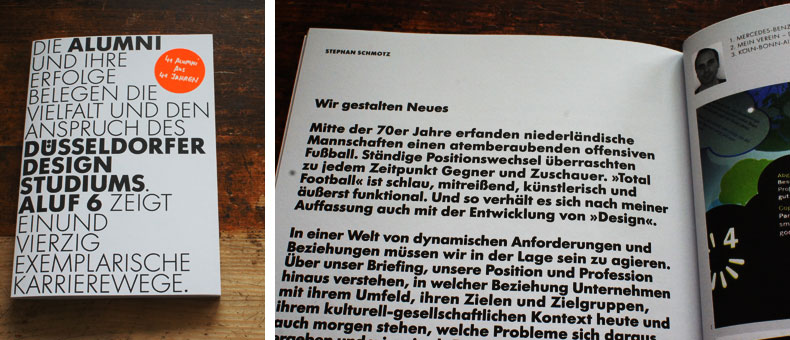 DIE ALUMNI
UND IHRE
ERFOLGE
BELEGEN DIE
VIELFALT UND DEN
ANSPRUCH DES
DÜSSELDORFER
DESIGN
STUDIUMS.
ALUF 6 ZEIGT
EINUND
VIERZIG
EXEMPLARISCHE
KARRIEREWEGE.
41 ALUMNI
AUS
41 JAHREN
STEPHAN SCHMOTZ
Wir gestalten Neues
Mitte der 70er Jahre erfanden niederländische
Mannschaften einen atemberaubenden offensiven
Fußball. Ständige Positionswechsel überraschten
zu jedem Zeitpunkt Gegner und Zuschauer. »Total
Football« ist schlau, mitreißend, künstlerisch und
äußerst funktional. Und so verhält es sich nach meiner
Auffassung auch mit der Entwicklung von »Design«.
In einer Welt von dynamischen Anforderungen und
Beziehungen müssen wir in der Lage sein zu agieren.
Über unser Briefing, unsere Position und Profession
hinaus verstehen, in welcher Beziehung Unternehmen
mit ihrem Umfeld, ihren Zielen und Zielgruppen,
ihrem kulturell-gesellschaftlichen Kontext heute und
auch morgen stehen, welche Probleme sich daraus
1. MERCEDES-BENZ
2. MEIN VEREIN –
3. KÖLN-BONN-
4